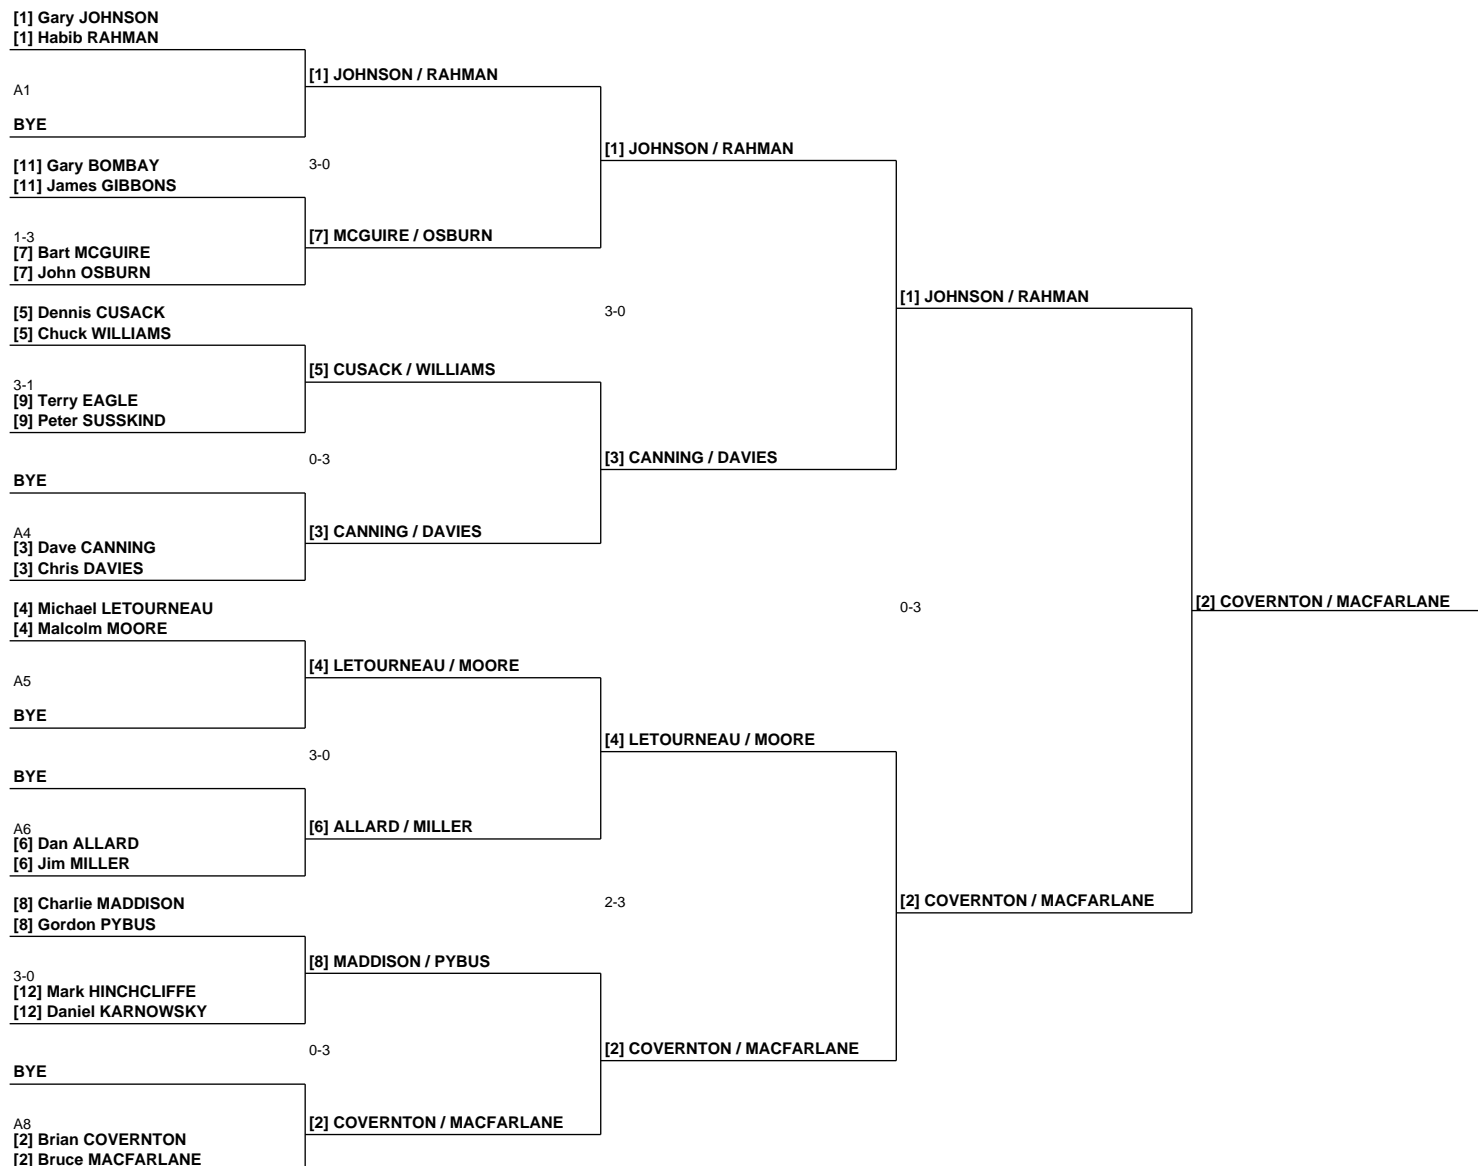 [1] Gary JOHNSON
[1] Habib RAHMAN
[1] JOHNSON / RAHMAN
A1
BYE
[1] JOHNSON / RAHMAN
[11] Gary BOMBAY
3-0
[11] James GIBBONS
1-3
[7] MCGUIRE / OSBURN
[7] Bart MCGUIRE
[7] John OSBURN
[1] JOHNSON / RAHMAN
[5] Dennis CUSACK
3-0
[5] Chuck WILLIAMS
[5] CUSACK / WILLIAMS
3-1
[9] Terry EAGLE
[9] Peter SUSSKIND
0-3
[3] CANNING / DAVIES
BYE
A4
[3] CANNING / DAVIES
[3] Dave CANNING
[3] Chris DAVIES
[2] COVERNTON / MACFARLANE
[4] Michael LETOURNEAU
0-3
[4] Malcolm MOORE
[4] LETOURNEAU / MOORE
A5
BYE
[4] LETOURNEAU / MOORE
3-0
BYE
A6
[6] ALLARD / MILLER
[6] Dan ALLARD
[6] Jim MILLER
[8] Charlie MADDISON
2-3
[2] COVERNTON / MACFARLANE
[8] Gordon PYBUS
[8] MADDISON / PYBUS
3-0
[12] Mark HINCHCLIFFE
[12] Daniel KARNOWSKY
0-3
[2] COVERNTON / MACFARLANE
BYE
A8
[2] COVERNTON / MACFARLANE
[2] Brian COVERNTON
[2] Bruce MACFARLANE